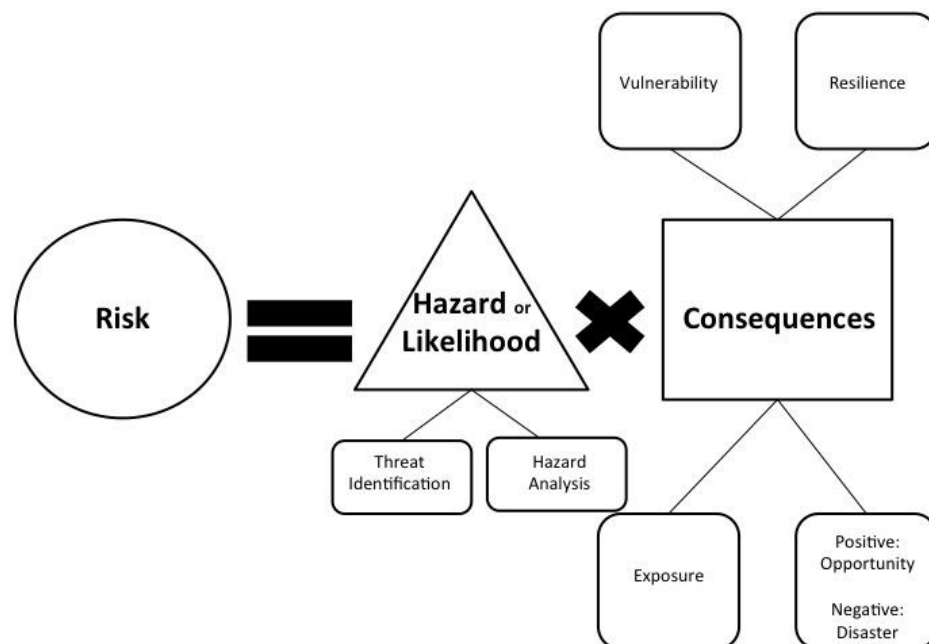 Vulnerability
Resilience
Risk
Hazard or
Likelihood
Consequences
Threat
Identification
Hazard
Analysis
Exposure
Positive:
Opportunity
Negative:
Disaster